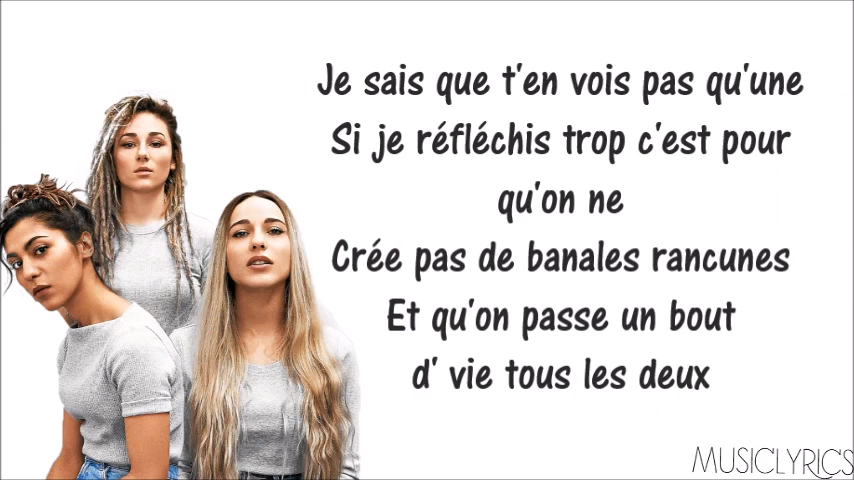 Je sais que t'en vois pas qu'une
Si je réfléchis trop c'est pour
qu'on ne
Crée pas de banales rancunes
Et qu'on passe un bout
d' vie tous les deux
MUSICLYRICS